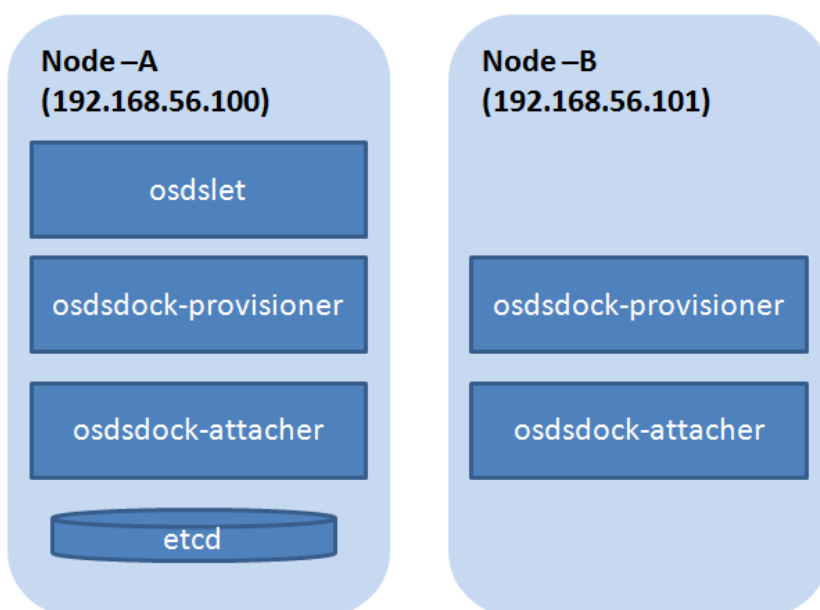 Node –A
(192.168.56.100)
osdslet
osdsdock-provisioner
osdsdock-attacher
etcd
Node –B
(192.168.56.101)
osdsdock-provisioner
osdsdock-attacher